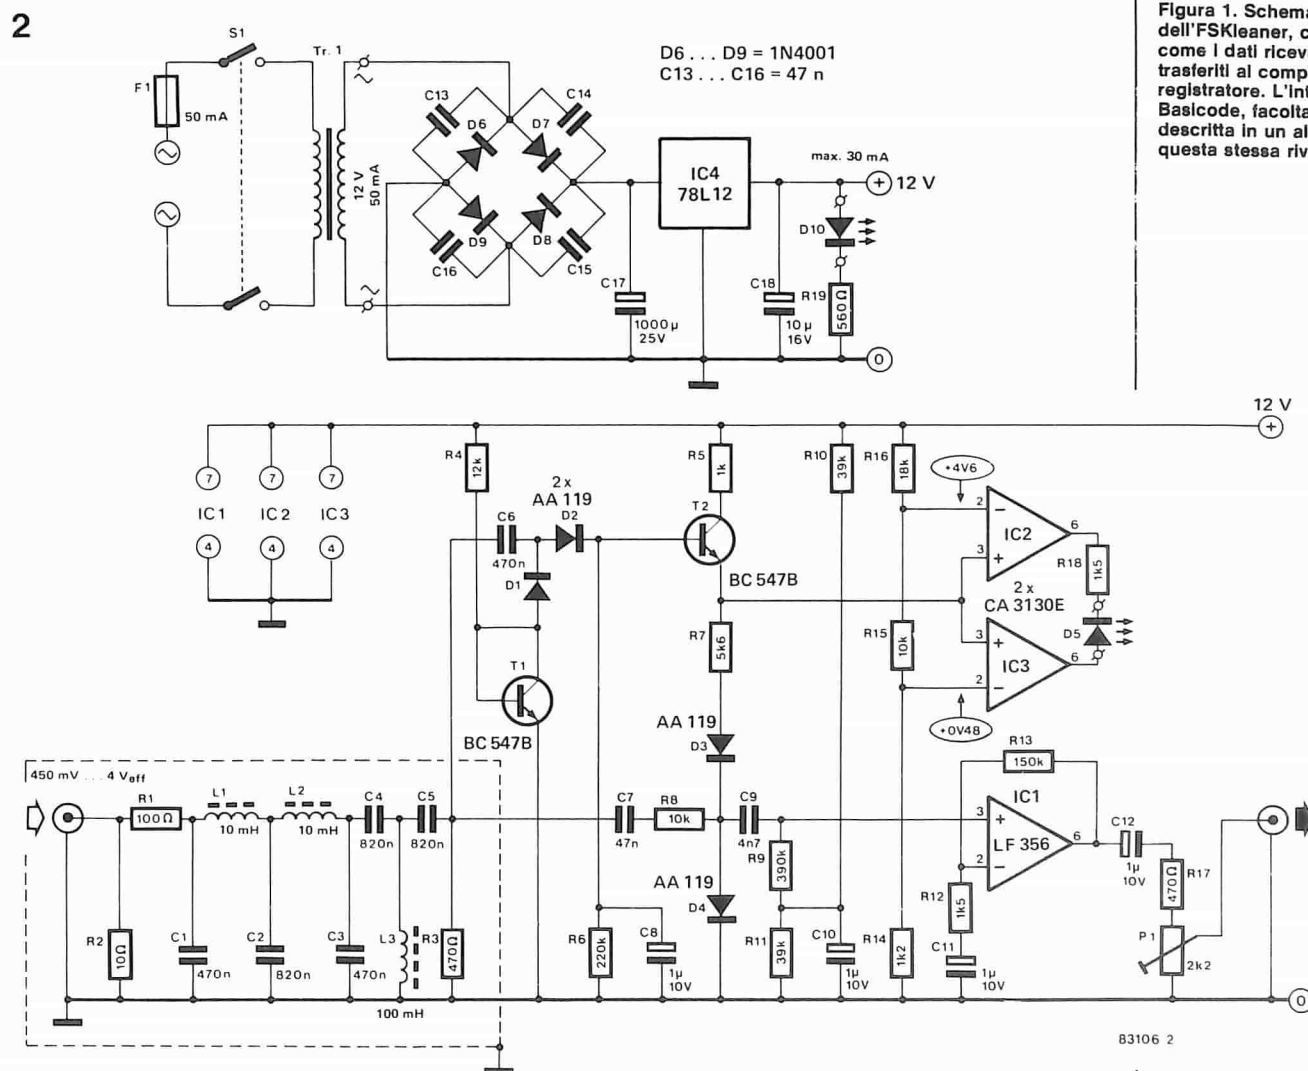 2
Figura 1. Schema
dell'FSKleaner, c
come i dati riceva
trasferiti al comp
registratore. L'int
Basicode, facolta
descritta in un al
questa stessa riv
S1
Tr. 1
F1
50 mA
12 V
50 mA
D6 . . . D9 = 1N4001
C13 . . . C16 = 47 n
C13
C14
D6
D7
D9
D8
C16
C15
IC4
78L12
max. 30 mA
+
12 V
D10
C17
1000µ
25V
C18
10µ
16V
R19
560Ω
0
12 V
+
7
7
7
IC1
IC2
IC3
4
4
4
R4
12k
2 x
AA 119
C6
470n
D2
D1
T1
BC 547B
R5
1k
T2
BC 547B
R7
5k6
AA 119
D3
R10
39k
R16
18k
+4V6
2
−
3
+
IC2
6
R18
1k5
2 x
CA 3130E
R15
10k
3
+
2
−
IC3
6
D5
+0V48
R13
150k
450 mV ... 4 Veff
R1
100Ω
L1
10 mH
L2
10 mH
C4
820n
C5
820n
C7
47n
R8
10k
C9
4n7
R9
390k
IC1
LF 356
3
+
2
−
6
C12
1µ
10V
R17
470Ω
AA 119
D4
R12
1k5
R2
10Ω
C1
470n
C2
820n
C3
470n
L3
100 mH
R3
470Ω
R6
220k
C8
1µ
10V
R11
39k
C10
1µ
10V
R14
1k2
C11
1µ
10V
P1
2k2
0
83106 2